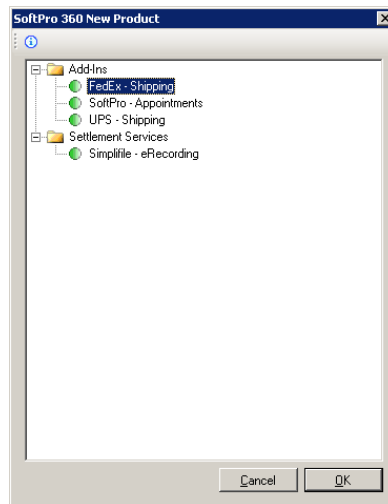 SoftPro 360 New Product
Add-Ins
FedEx - Shipping
SoftPro - Appointments
UPS - Shipping
Settlement Services
Simplifile - eRecording
Cancel OK